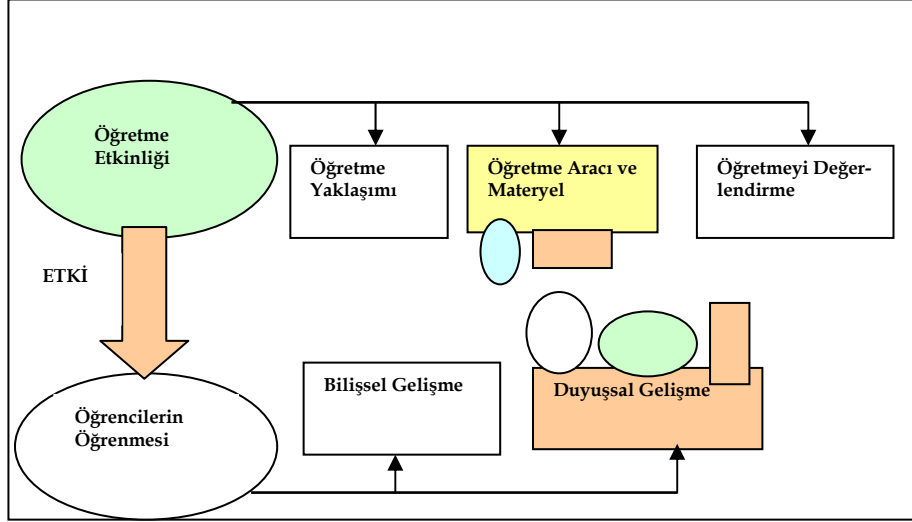 Öğretme
Etkinliği
Öğretme
Yaklaşımı
Öğretme Aracı ve
Materyel
Öğretmeyi Değer-
lendirme
ETKİ
Bilişsel Gelişme
Duyuşsal Gelişme
Öğrencilerin
Öğrenmesi